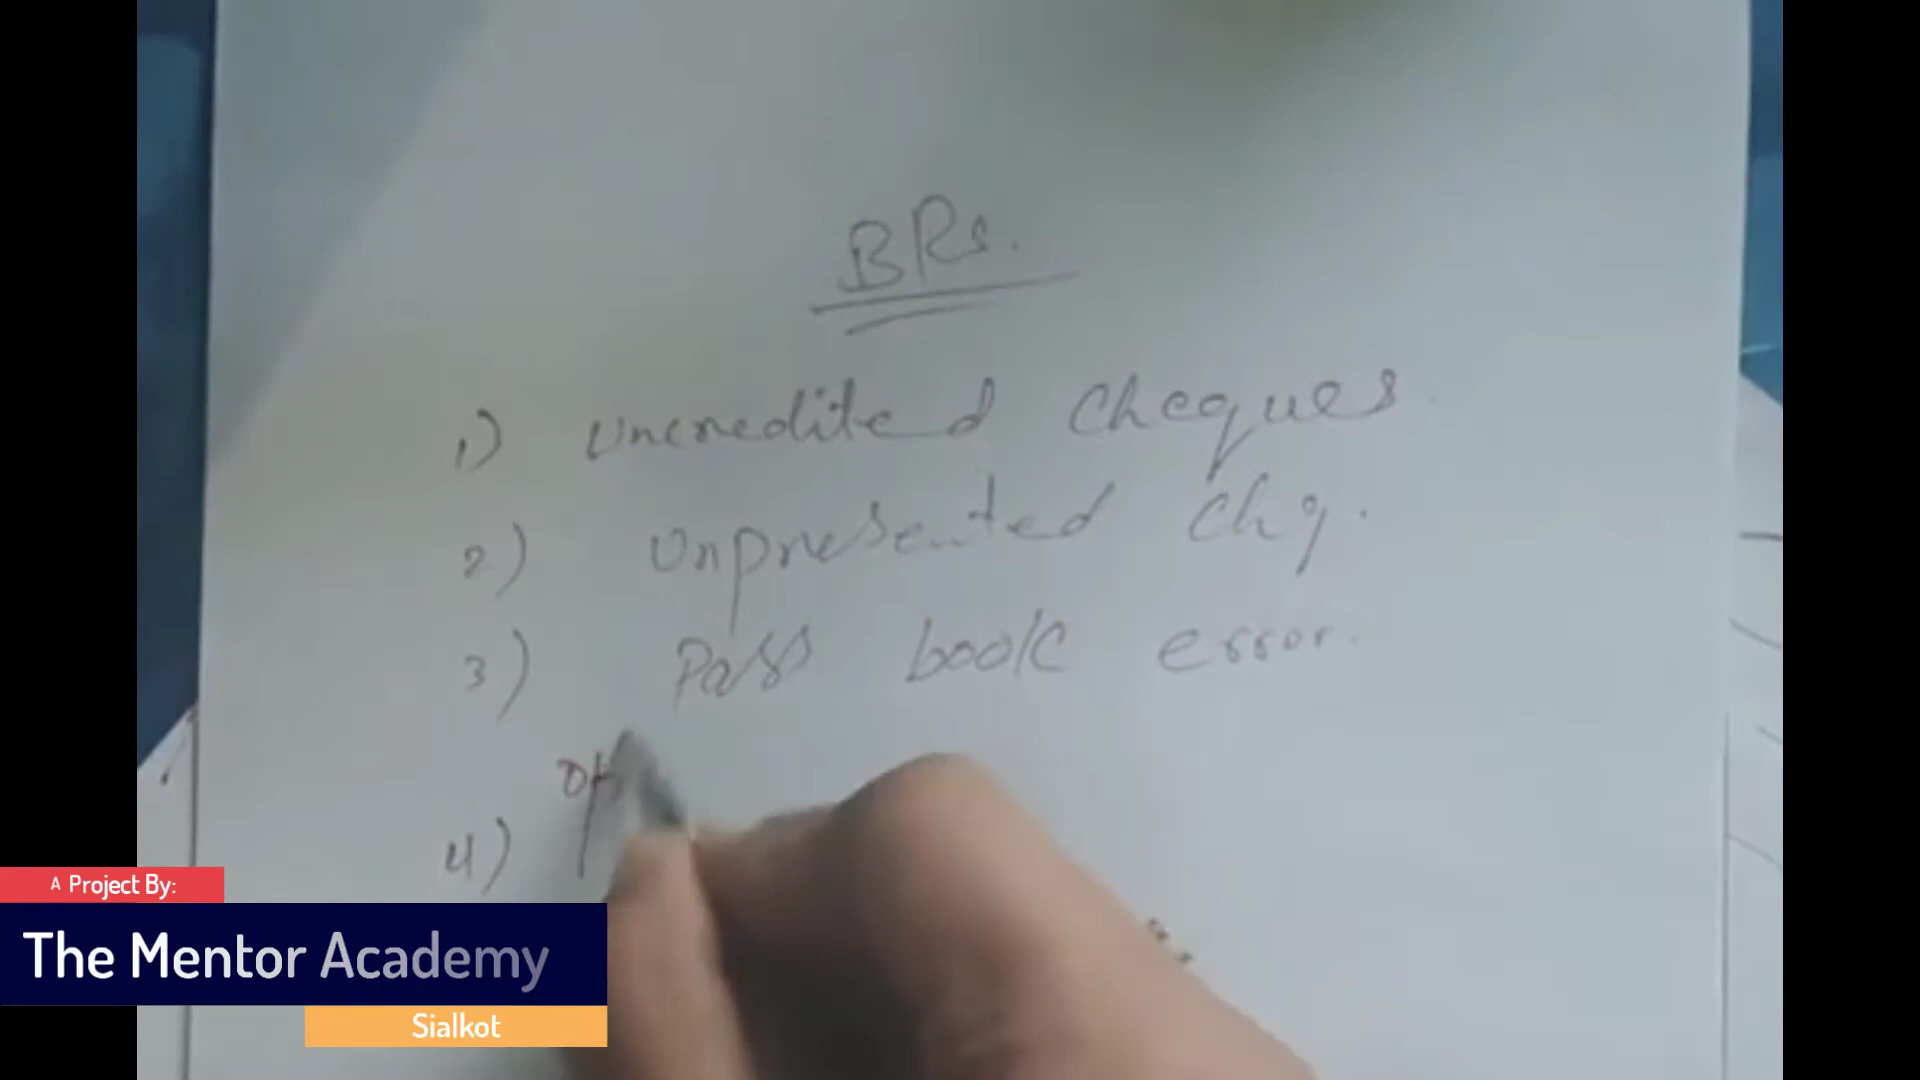 BRs.
1) uncredited Cheques.
2) Unpresented chq.
3) Pass book error.
4)
A Project By:
The Mentor Academy
Sialkot